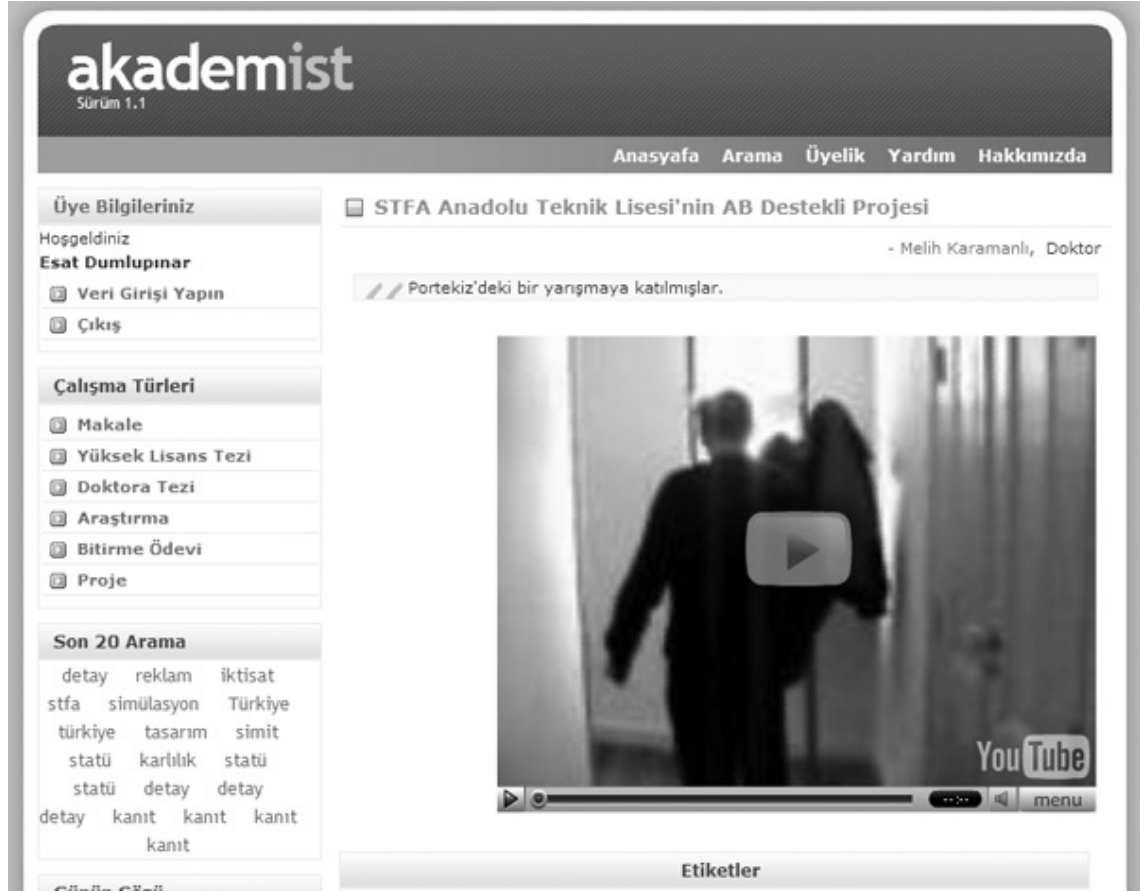 akademist
Sürüm 1.1
Anasyafa Arama Üyelik Yardım Hakkımızda
Üye Bilgileriniz
Hoşgeldiniz
Esat Dumlupınar
Veri Girişi Yapın
Çıkış
Çalışma Türleri
Makale
Yüksek Lisans Tezi
Doktora Tezi
Araştırma
Bitirme Ödevi
Proje
Son 20 Arama
detay reklam iktisat
stfa simülasyon Türkiye
türkiye tasarım simit
statü karlılık statü
statü detay detay
detay kanıt kanıt kanıt
kanıt
Günün Sözü
STFA Anadolu Teknik Lisesi'nin AB Destekli Projesi
- Melih Karamanlı, Doktor
Portekiz'deki bir yarışmaya katılmışlar.
YouTube
--:-- menu
Etiketler